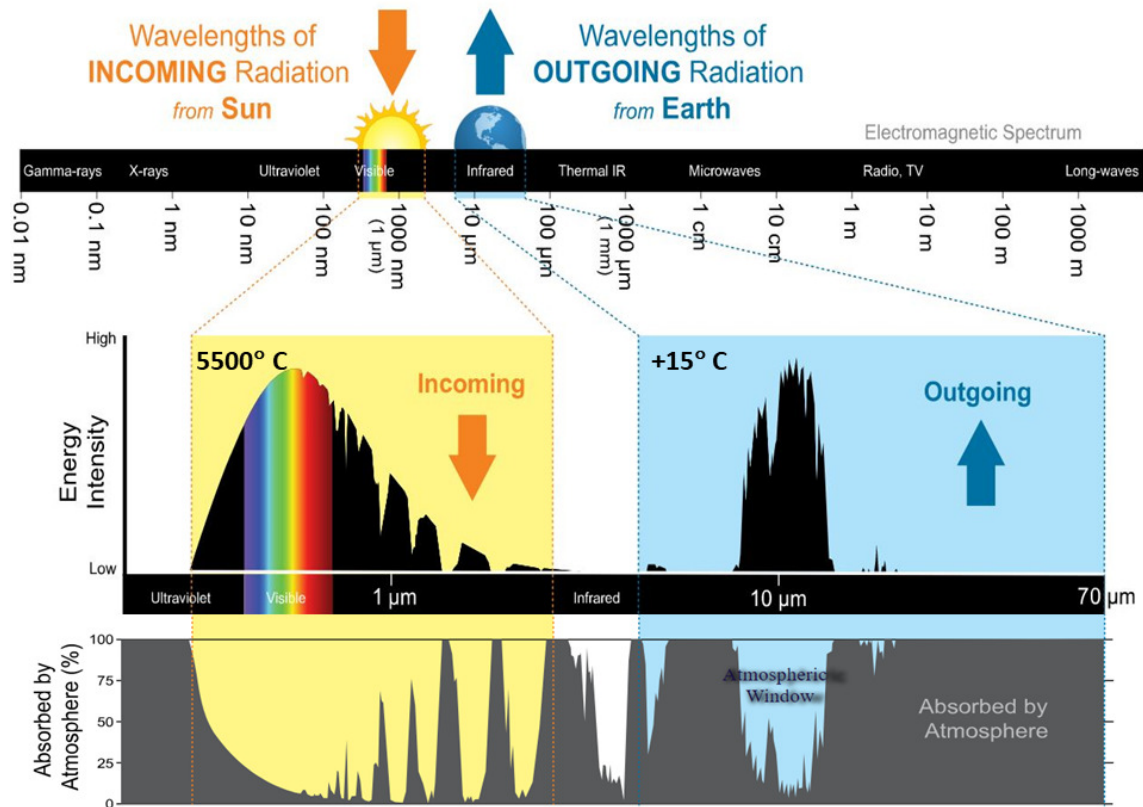 Wavelengths of
INCOMING Radiation
from Sun
Wavelengths of
OUTGOING Radiation
from Earth
Electromagnetic Spectrum
Gamma-rays X-rays Ultraviolet Visible Infrared Thermal IR Microwaves Radio, TV Long-waves
0.01 nm
0.1 nm
1 nm
10 nm
100 nm
1000 nm
(1 µm)
10 µm
100 µm
1000 µm
(1 mm)
1 cm
10 cm
1 m
10 m
100 m
1000 m
High
Energy
Intensity
Low
5500° C
Incoming
+15° C
Outgoing
Ultraviolet Visible 1 µm Infrared 10 µm 70 µm
Absorbed by
Atmosphere (%)
100
75
50
25
0
Atmospheric
Window
Absorbed by
Atmosphere